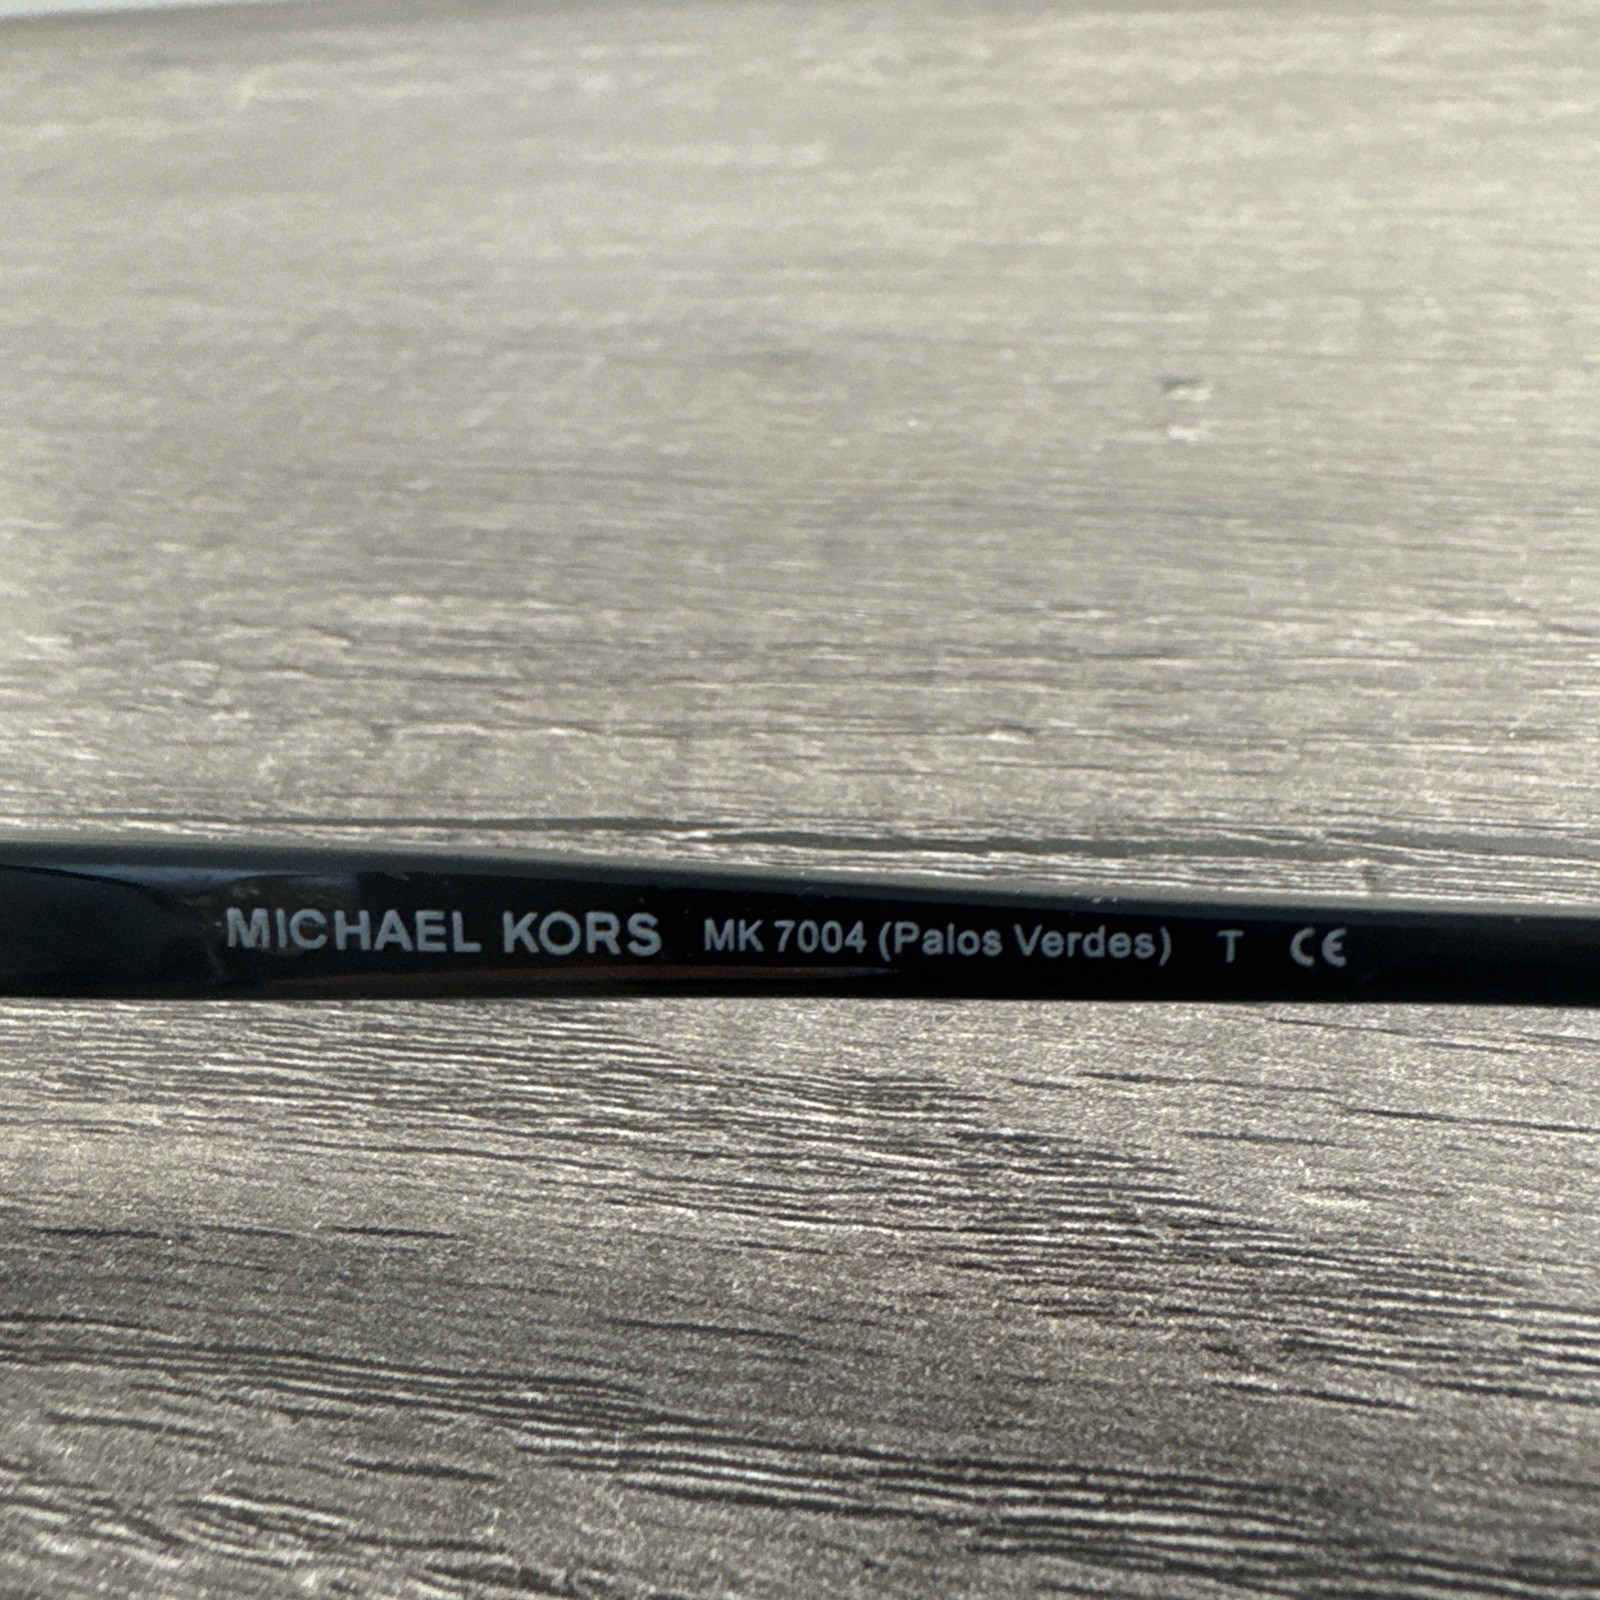 MICHAEL KORS MK 7004 (Palos Verdes) T CE